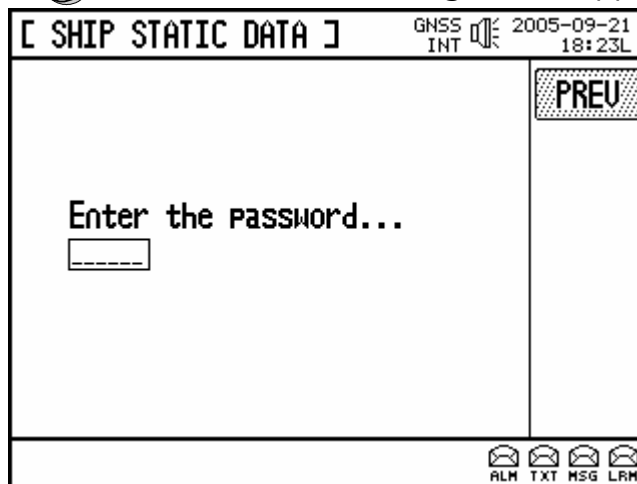 [ SHIP STATIC DATA ]
GNSS
INT
2005-09-21
18:23L
PREV
Enter the password...
______
ALM TXT MSG LRM